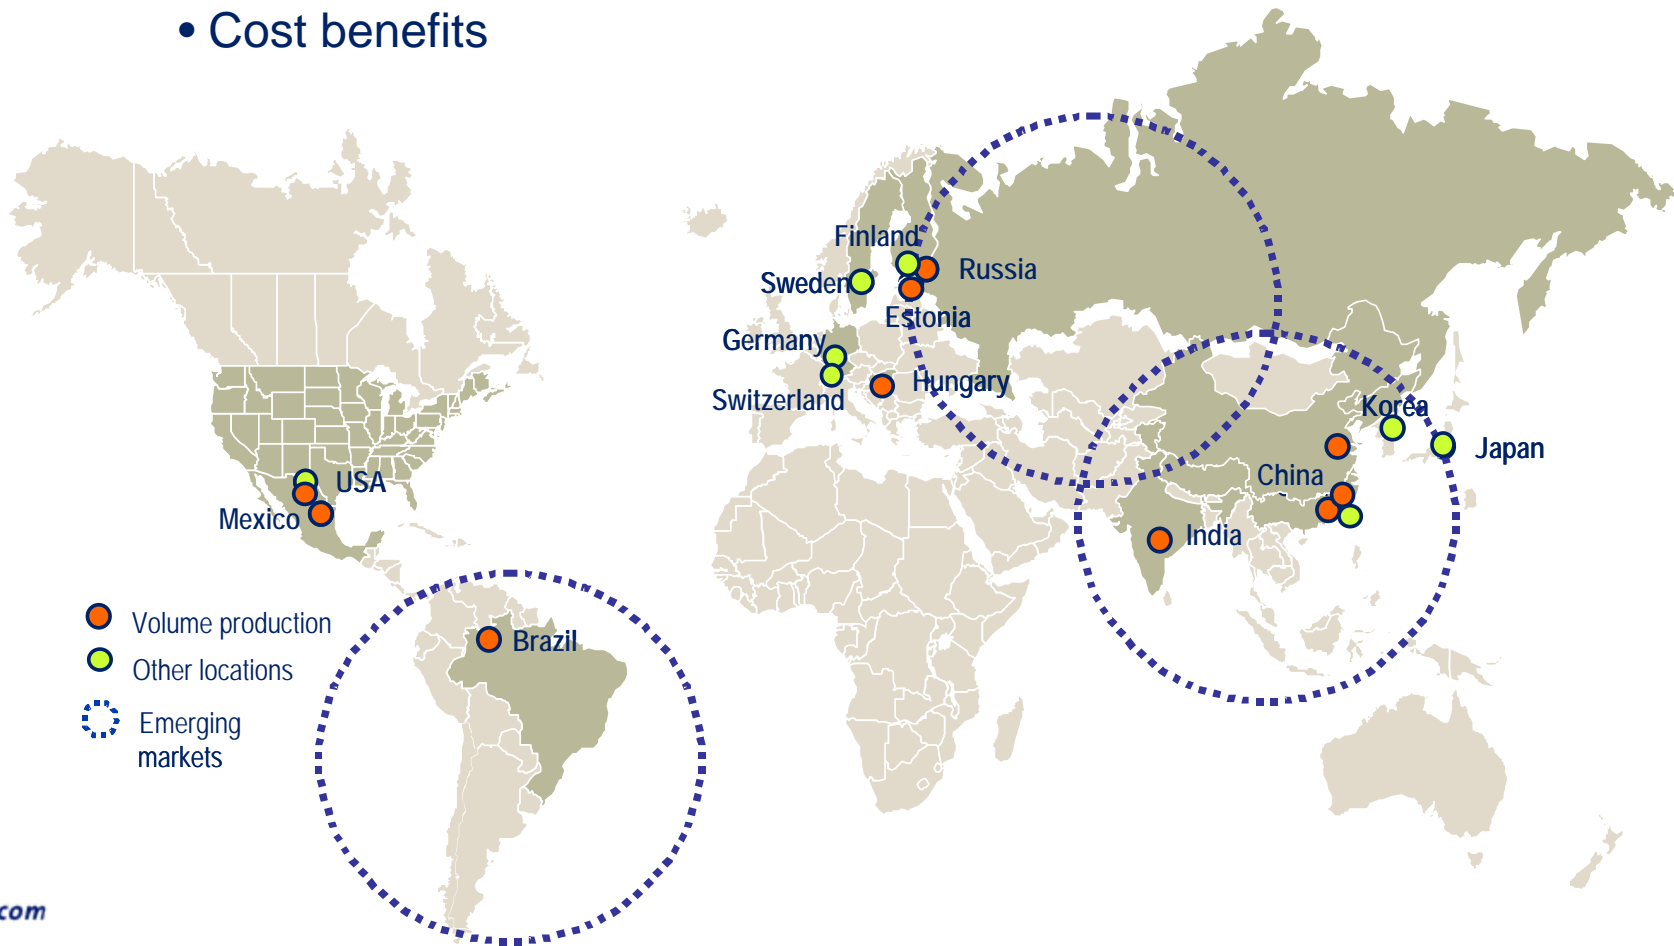 • Cost benefits
Finland
Russia
Sweden
Estonia
Germany
Hungary
Switzerland
Korea
Japan
China
USA
Mexico
India
Volume production
Brazil
Other locations
Emerging
markets
com